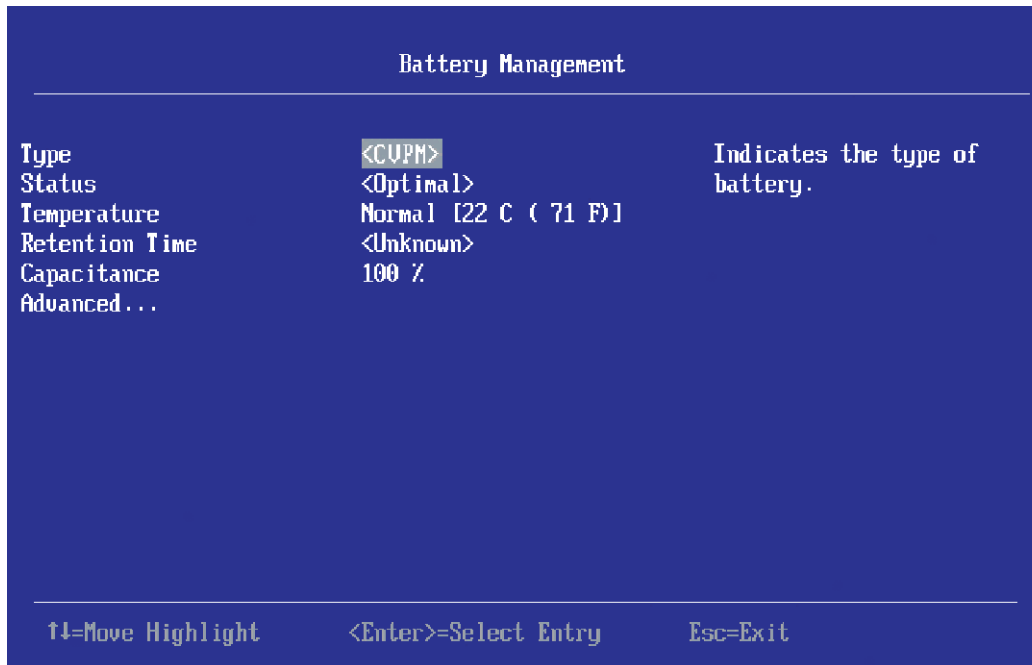 Battery Management
Type <CVPM> Indicates the type of
Status <Optimal> battery.
Temperature Normal [22 C ( 71 F)]
Retention Time <Unknown>
Capacitance 100 %
Advanced...
↑↓=Move Highlight <Enter>=Select Entry Esc=Exit